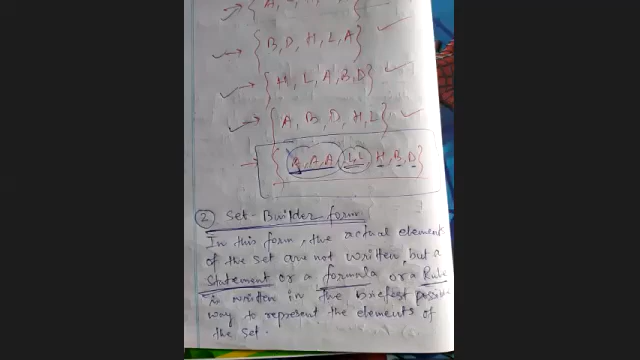 { B, D, H, L, A }
{ H, L, A, B, D }
{ A, B, D, H, L }
{ A, A, A, L, L, H, B, D }
2 Set-Builder form
In this form, the actual element
of the set are not written, but a
statement or a formula or a Rule
is written in the briefest possi
way to represent the elements of
the set.